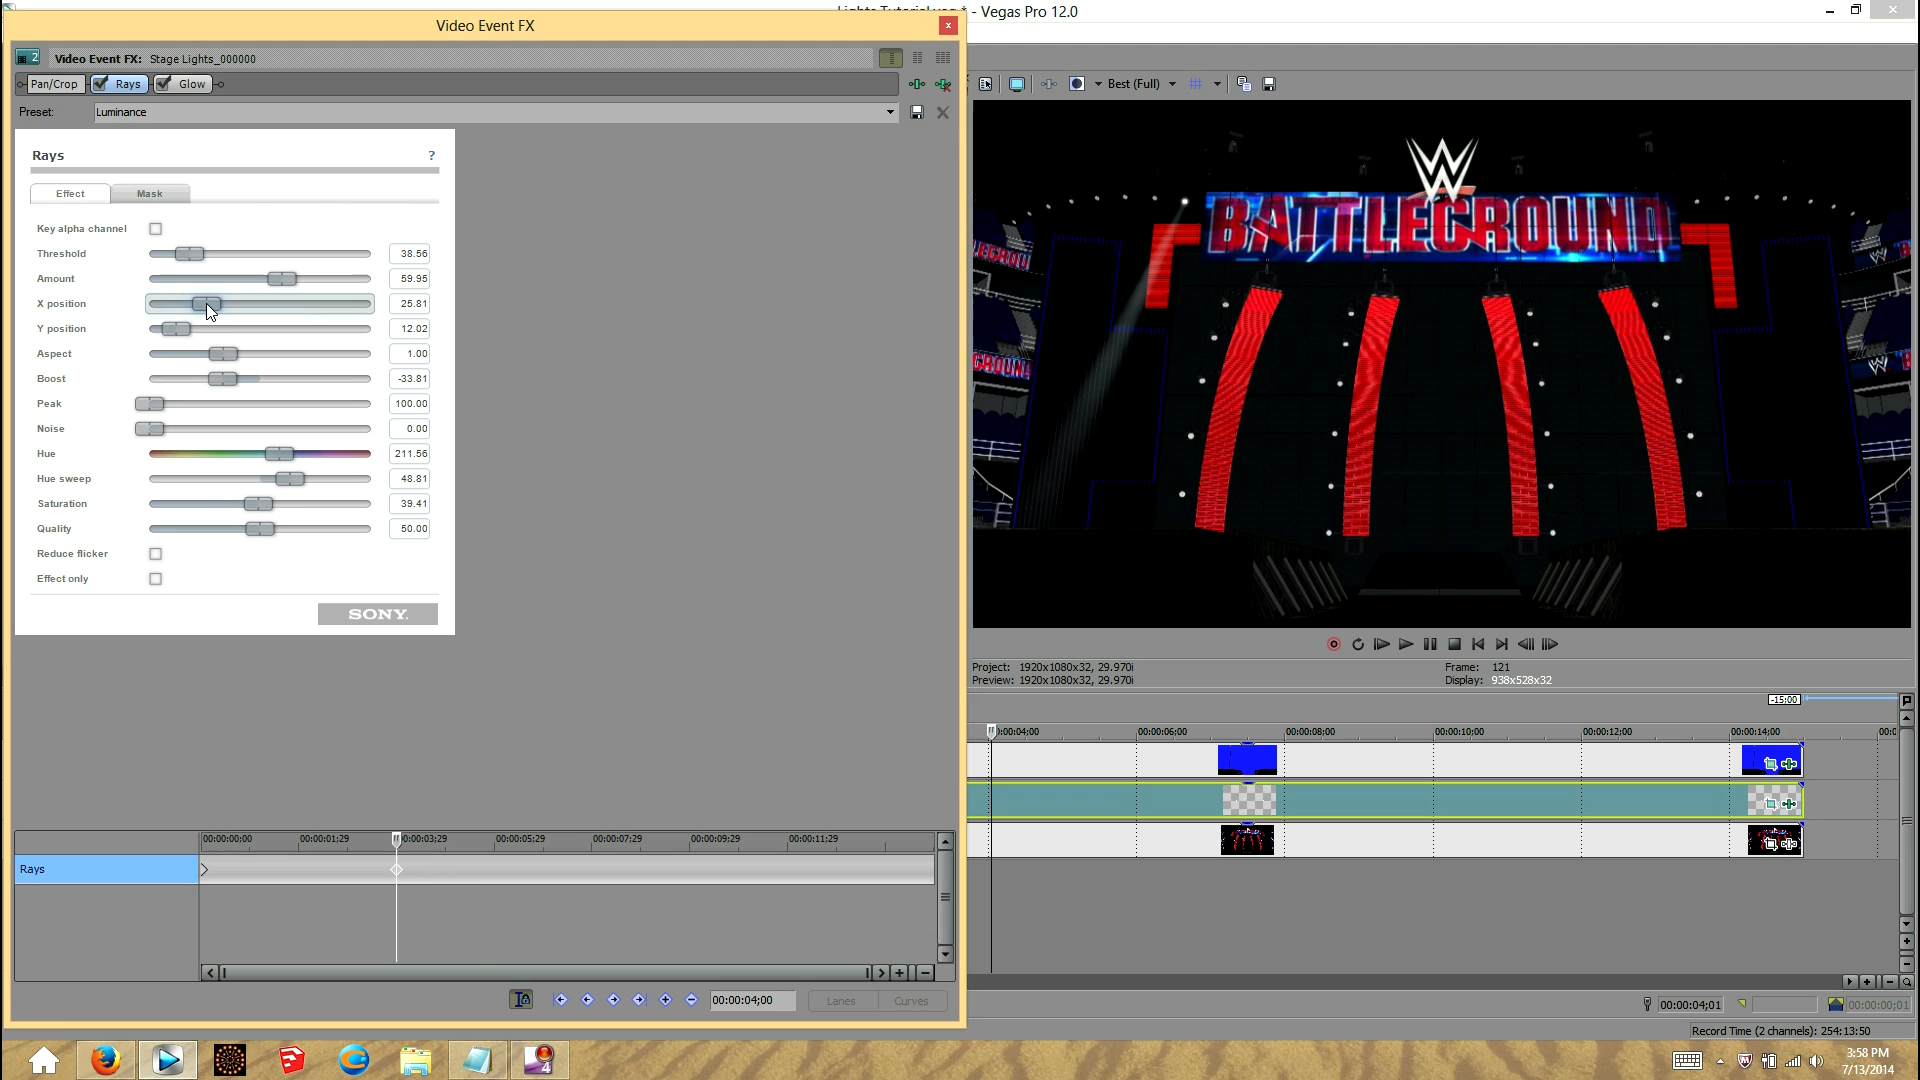 Video Event FX
- Vegas Pro 12.0
2
Video Event FX: Stage Lights_000000
Pan/Crop
Rays
Glow
Preset:
Luminance
Best (Full)
Rays
?
Effect
Mask
Key alpha channel
Threshold 38.56
Amount 59.95
X position 25.81
Y position 12.02
Aspect 1.00
Boost -33.81
Peak 100.00
Noise 0.00
Hue 211.56
Hue sweep 48.81
Saturation 39.41
Quality 50.00
Reduce flicker
Effect only
SONY.
BATTLEGROUND
Project: 1920x1080x32, 29.970i
Preview: 1920x1080x32, 29.970i
Frame: 121
Display: 938x528x32
-15:00
00:00:06;00
00:00:08;00
00:00:10;00
00:00:12;00
00:00:14;00
00:00:00;00
00:00:01;29
00:00:03;29
00:00:05;29
00:00:07;29
00:00:09;29
00:00:11;29
Rays
00:00:04;00
Lanes
Curves
00:00:04;01
00:00:00;01
Record Time (2 channels): 254:13:50
4
3:58 PM
7/13/2014